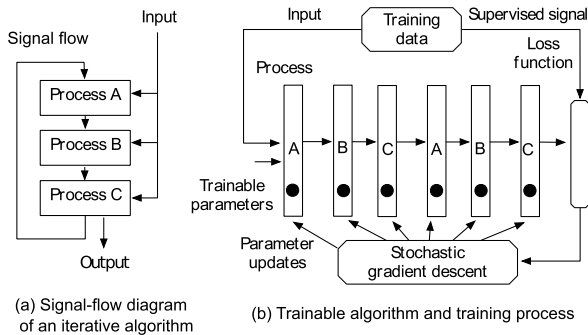 Input
Signal flow
Process A
Process B
Process C
Output
(a) Signal-flow diagram
of an iterative algorithm
Input
Training
data
Supervised signal
Loss
function
Process
A
B
C
A
B
C
Trainable
parameters
Parameter
updates
Stochastic
gradient descent
(b) Trainable algorithm and training process